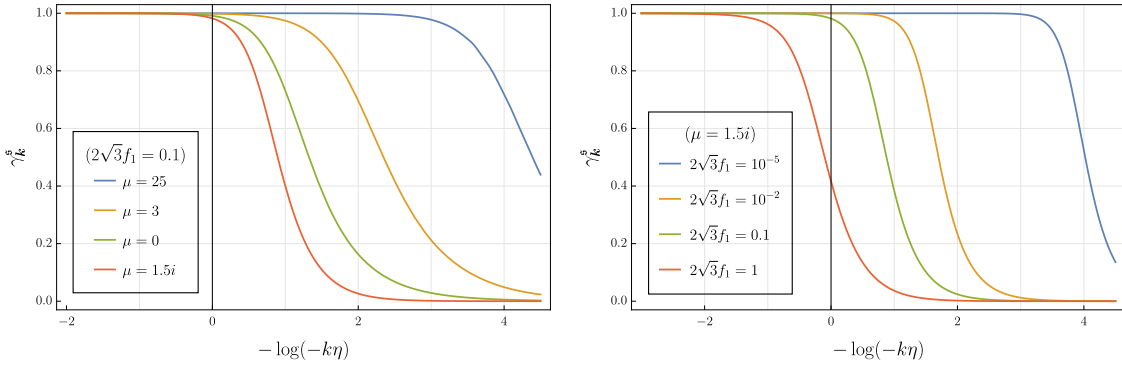 1.0
0.8
0.6
0.4
0.2
0.0
γ_k^𝔰
(2√3f₁ = 0.1)
μ = 25
μ = 3
μ = 0
μ = 1.5i
−2 0 2 4
− log(−kη)
1.0
0.8
0.6
0.4
0.2
0.0
γ_k^𝔰
(μ = 1.5i)
2√3f₁ = 10⁻⁵
2√3f₁ = 10⁻²
2√3f₁ = 0.1
2√3f₁ = 1
−2 0 2 4
− log(−kη)